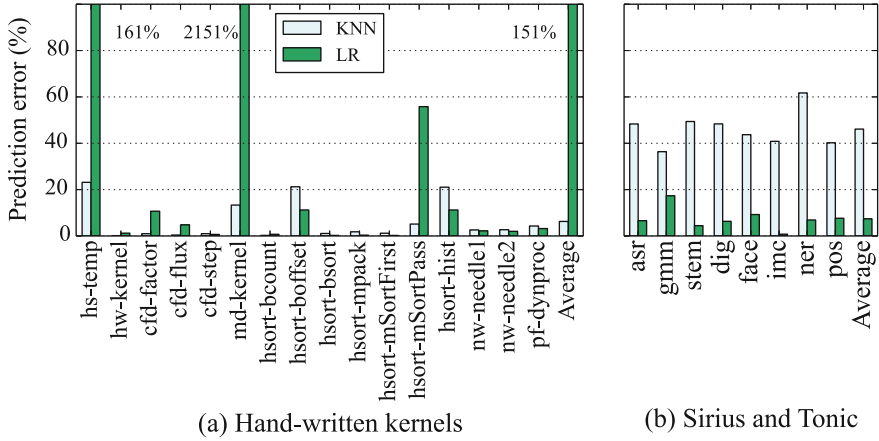 Prediction error (%)
80
60
40
20
0
161%
2151%
151%
KNN
LR
hs-temp
hw-kernel
cfd-factor
cfd-flux
cfd-step
md-kernel
hsort-bcount
hsort-boffset
hsort-bsort
hsort-mpack
hsort-mSortFirst
hsort-mSortPass
hsort-hist
nw-needle1
nw-needle2
pf-dynproc
Average
(a) Hand-written kernels
asr
gmm
stem
dig
face
imc
ner
pos
Average
(b) Sirius and Tonic